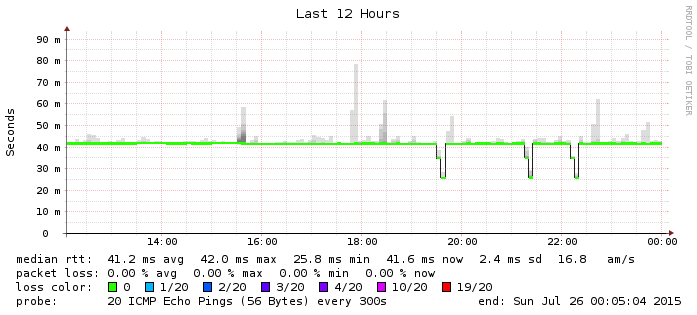 Last 12 Hours
RRDTOOL / TOBI OETIKER
Seconds
90 m
80 m
70 m
60 m
50 m
40 m
30 m
20 m
10 m
0
14:00 16:00 18:00 20:00 22:00 00:00
median rtt: 41.2 ms avg 42.0 ms max 25.8 ms min 41.6 ms now 2.4 ms sd 16.8 am/s
packet loss: 0.00 % avg 0.00 % max 0.00 % min 0.00 % now
loss color: 0 1/20 2/20 3/20 4/20 10/20 19/20
probe: 20 ICMP Echo Pings (56 Bytes) every 300s end: Sun Jul 26 00:05:04 2015